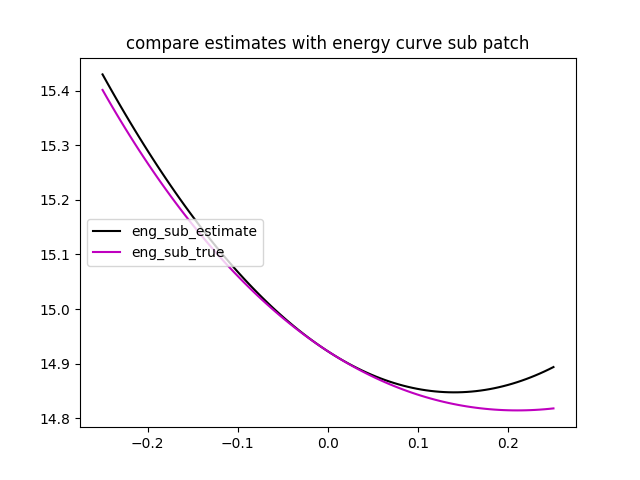 compare estimates with energy curve sub patch
15.4
15.3
15.2
15.1
15.0
14.9
14.8
eng_sub_estimate
eng_sub_true
−0.2 −0.1 0.0 0.1 0.2